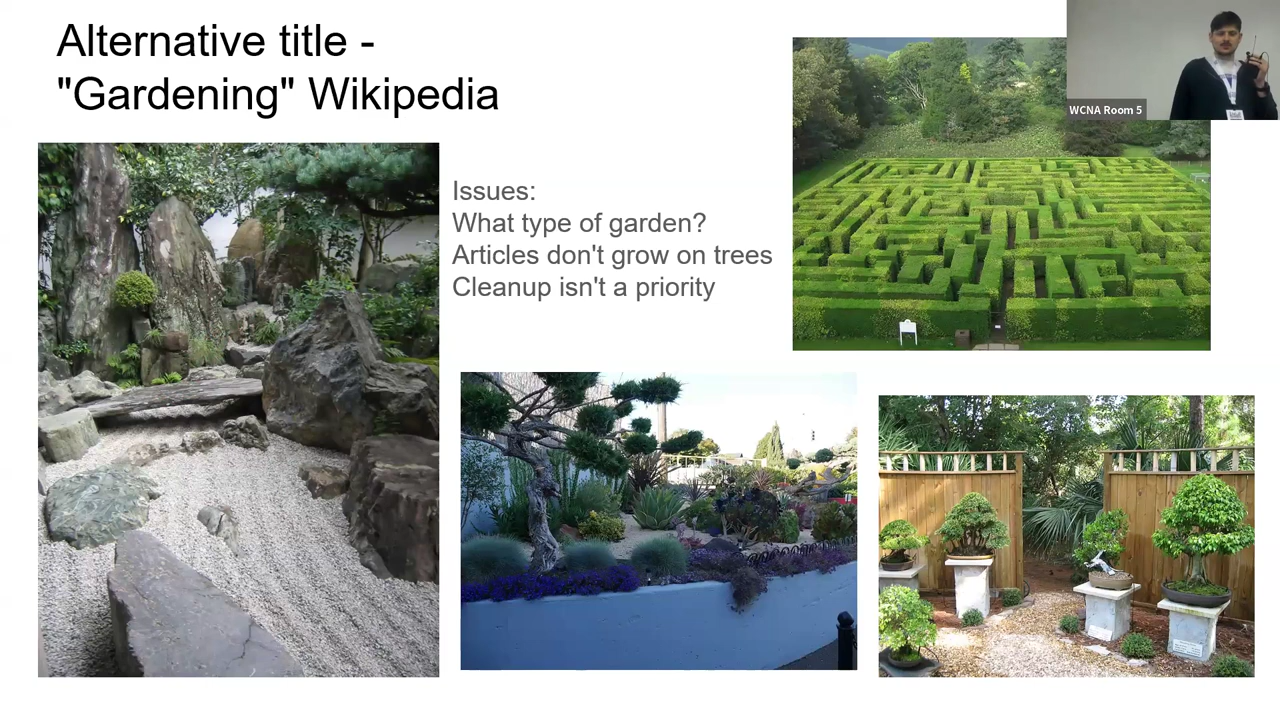 Alternative title -
"Gardening" Wikipedia
Issues:
What type of garden?
Articles don't grow on trees
Cleanup isn't a priority
WCNA Room 5